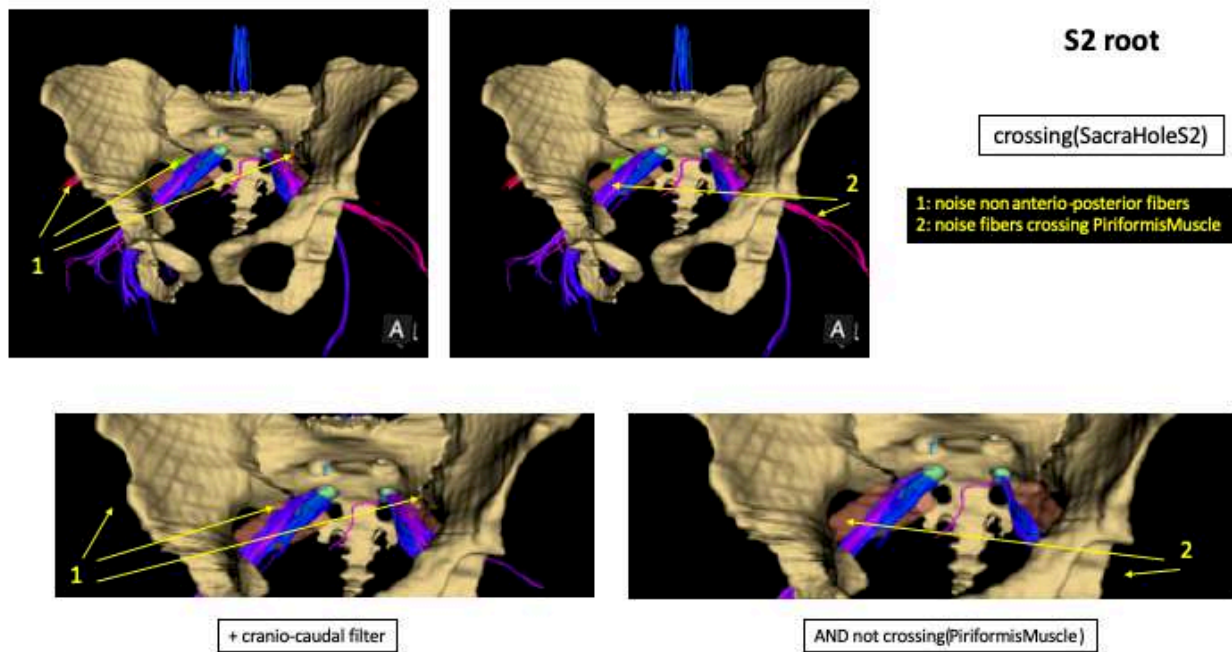 S2 root
crossing(SacraHoleS2)
1: noise non anterio-posterior fibers
2: noise fibers crossing PiriformisMuscle
1
A
2
A
1
2
+ cranio-caudal filter
AND not crossing(PiriformisMuscle)